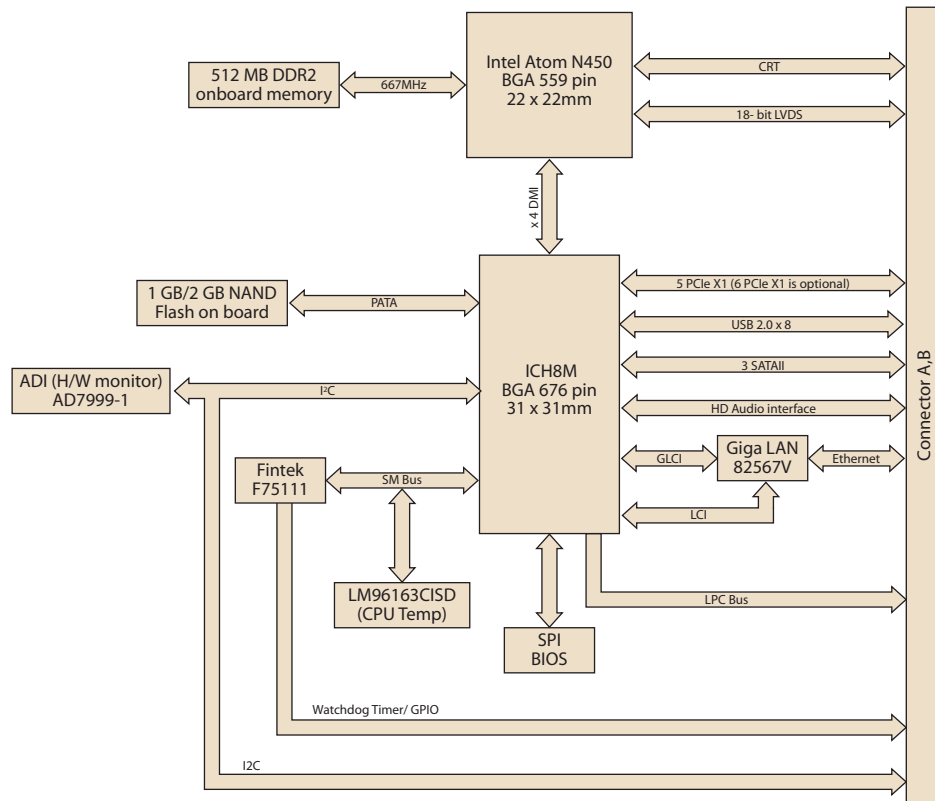 Intel Atom N450
BGA 559 pin
22 x 22mm
512 MB DDR2
onboard memory
667MHz
CRT
18- bit LVDS
x 4 DMI
1 GB/2 GB NAND
Flash on board
PATA
5 PCIe X1 (6 PCIe X1 is optional)
USB 2.0 x 8
3 SATAII
HD Audio interface
ICH8M
BGA 676 pin
31 x 31mm
ADI (H/W monitor)
AD7999-1
I²C
Connector A,B
GLCI
Giga LAN
82567V
Ethernet
LCI
Fintek
F75111
SM Bus
LM96163CISD
(CPU Temp)
SPI
BIOS
LPC Bus
Watchdog Timer/ GPIO
I2C